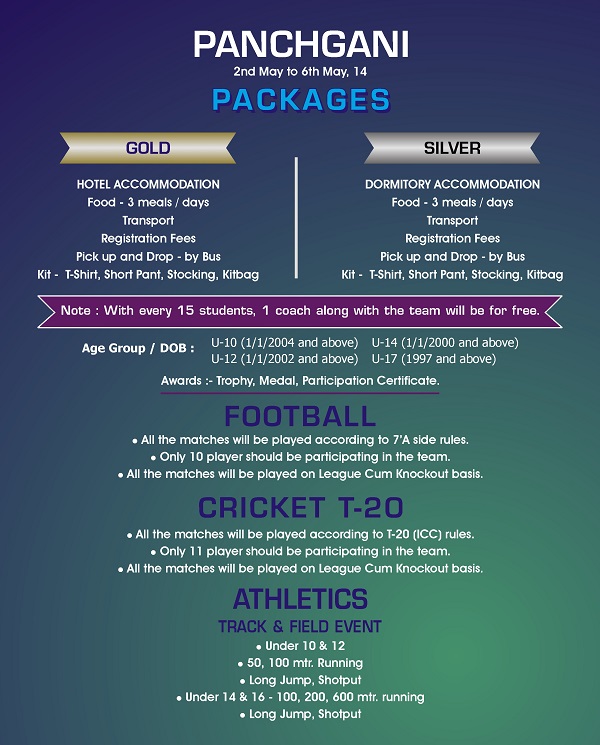 PANCHGANI
2nd May to 6th May, 14
PACKAGES
GOLD
HOTEL ACCOMMODATION
Food - 3 meals / days
Transport
Registration Fees
Pick up and Drop - by Bus
Kit - T-Shirt, Short Pant, Stocking, Kitbag
SILVER
DORMITORY ACCOMMODATION
Food - 3 meals / days
Transport
Registration Fees
Pick up and Drop - by Bus
Kit - T-Shirt, Short Pant, Stocking, Kitbag
Note : With every 15 students, 1 coach along with the team will be for free.
Age Group / DOB : U-10 (1/1/2004 and above) U-14 (1/1/2000 and above)
U-12 (1/1/2002 and above) U-17 (1997 and above)
Awards :- Trophy, Medal, Participation Certificate.
FOOTBALL
• All the matches will be played according to 7'A side rules.
• Only 10 player should be participating in the team.
• All the matches will be played on League Cum Knockout basis.
CRICKET T-20
• All the matches will be played according to T-20 (ICC) rules.
• Only 11 player should be participating in the team.
• All the matches will be played on League Cum Knockout basis.
ATHLETICS
TRACK & FIELD EVENT
• Under 10 & 12
• 50, 100 mtr. Running
• Long Jump, Shotput
• Under 14 & 16 - 100, 200, 600 mtr. running
• Long Jump, Shotput